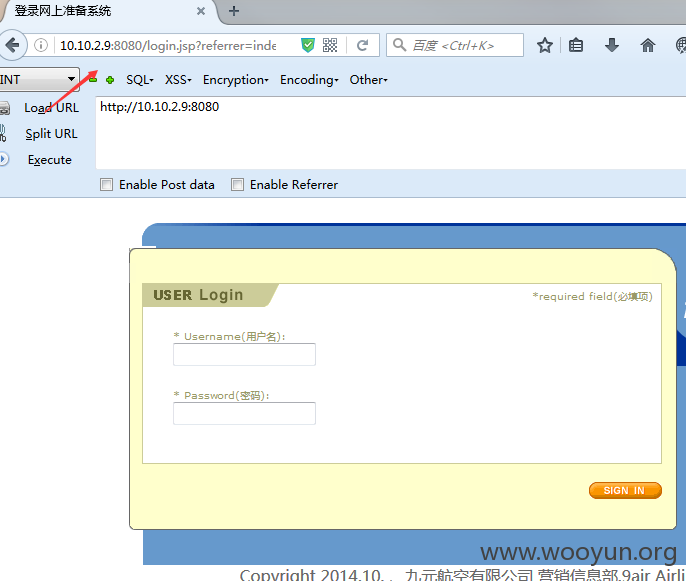 登录网上准备系统
10.10.2.9:8080/login.jsp?referrer=inde
百度 <Ctrl+K>
INT
SQL
XSS
Encryption
Encoding
Other
Load URL
http://10.10.2.9:8080
Split URL
Execute
Enable Post data
Enable Referrer
USER Login
*required field(必填项)
* Username(用户名):
* Password(密码):
SIGN IN
www.wooyun.org
Copyright 2014.10. 、九元航空有限公司 营销信息部.9air Airli